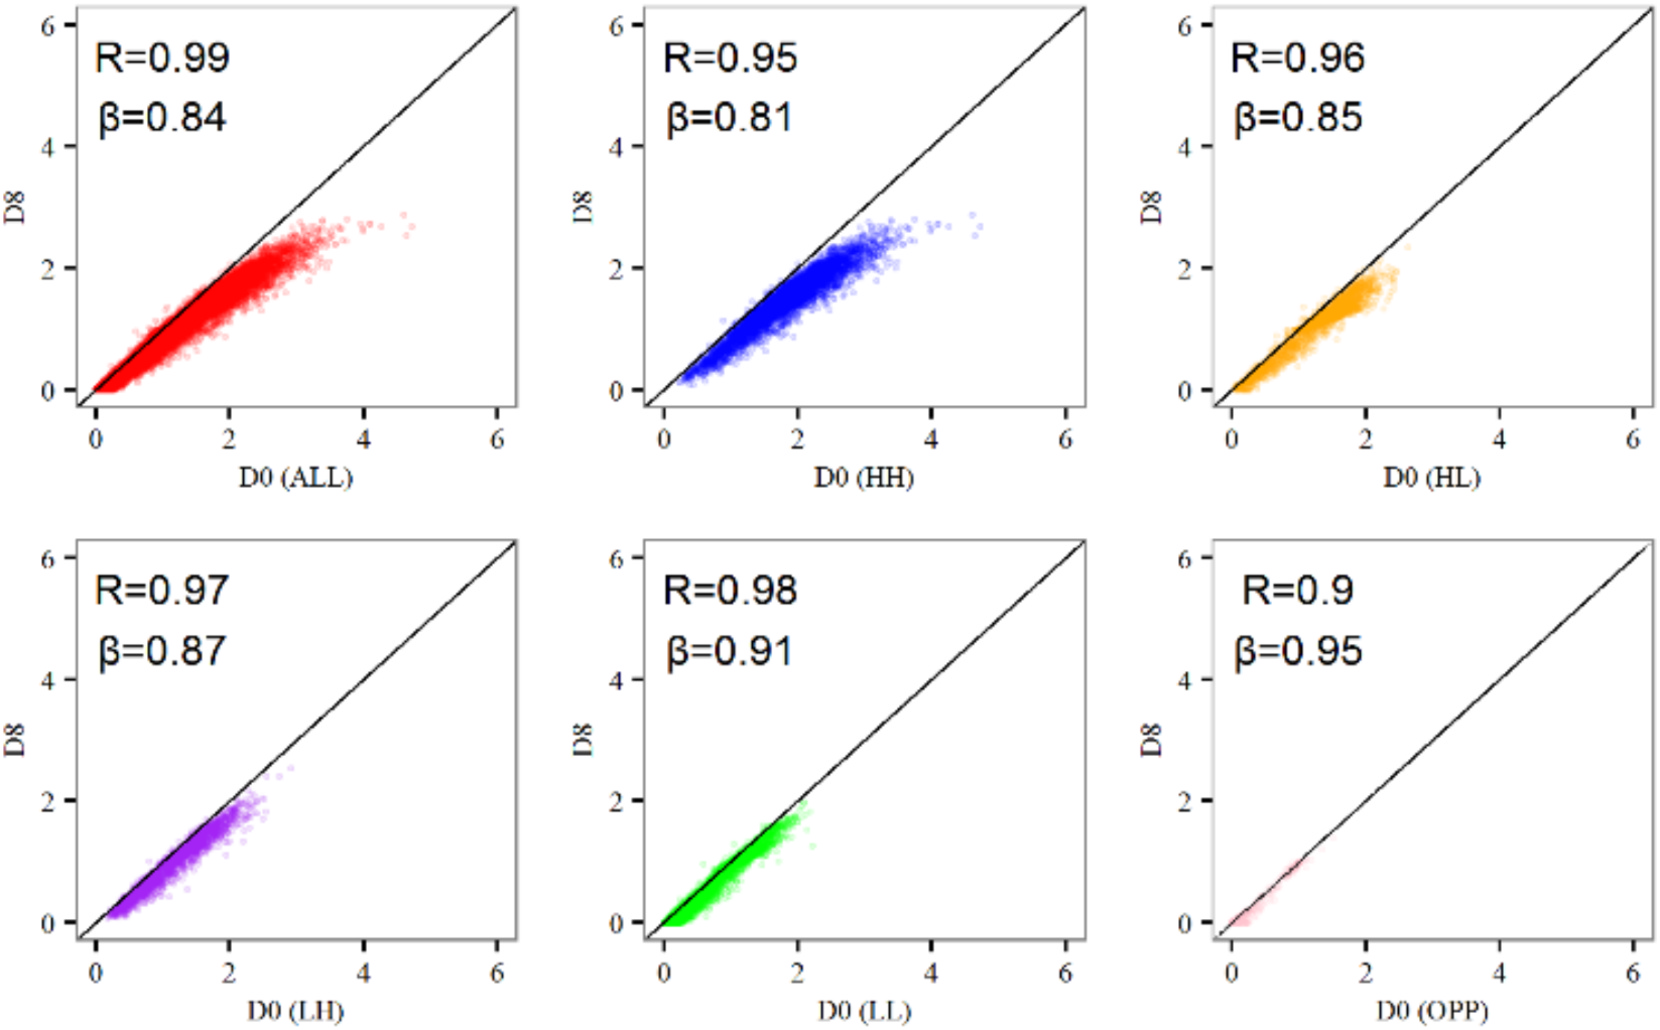 6
4
2
0
D8
R=0.99
β=0.84
0 2 4 6
D0 (ALL)
6
4
2
0
D8
R=0.95
β=0.81
0 2 4 6
D0 (HH)
6
4
2
0
D8
R=0.96
β=0.85
0 2 4 6
D0 (HL)
6
4
2
0
D8
R=0.97
β=0.87
0 2 4 6
D0 (LH)
6
4
2
0
D8
R=0.98
β=0.91
0 2 4 6
D0 (LL)
6
4
2
0
D8
R=0.9
β=0.95
0 2 4 6
D0 (OPP)